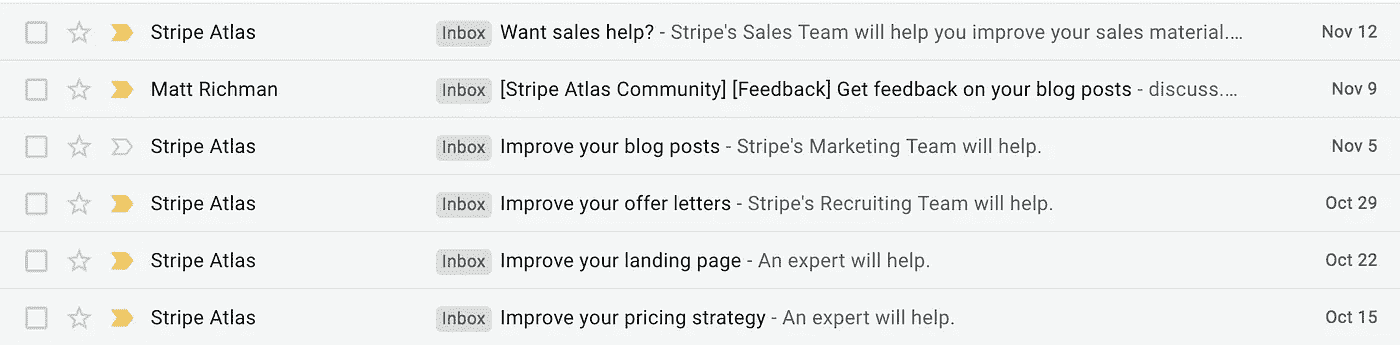 Stripe Atlas Inbox Want sales help? - Stripe's Sales Team will help you improve your sales material.... Nov 12
Matt Richman Inbox [Stripe Atlas Community] [Feedback] Get feedback on your blog posts - discuss.... Nov 9
Stripe Atlas Inbox Improve your blog posts - Stripe's Marketing Team will help. Nov 5
Stripe Atlas Inbox Improve your offer letters - Stripe's Recruiting Team will help. Oct 29
Stripe Atlas Inbox Improve your landing page - An expert will help. Oct 22
Stripe Atlas Inbox Improve your pricing strategy - An expert will help. Oct 15